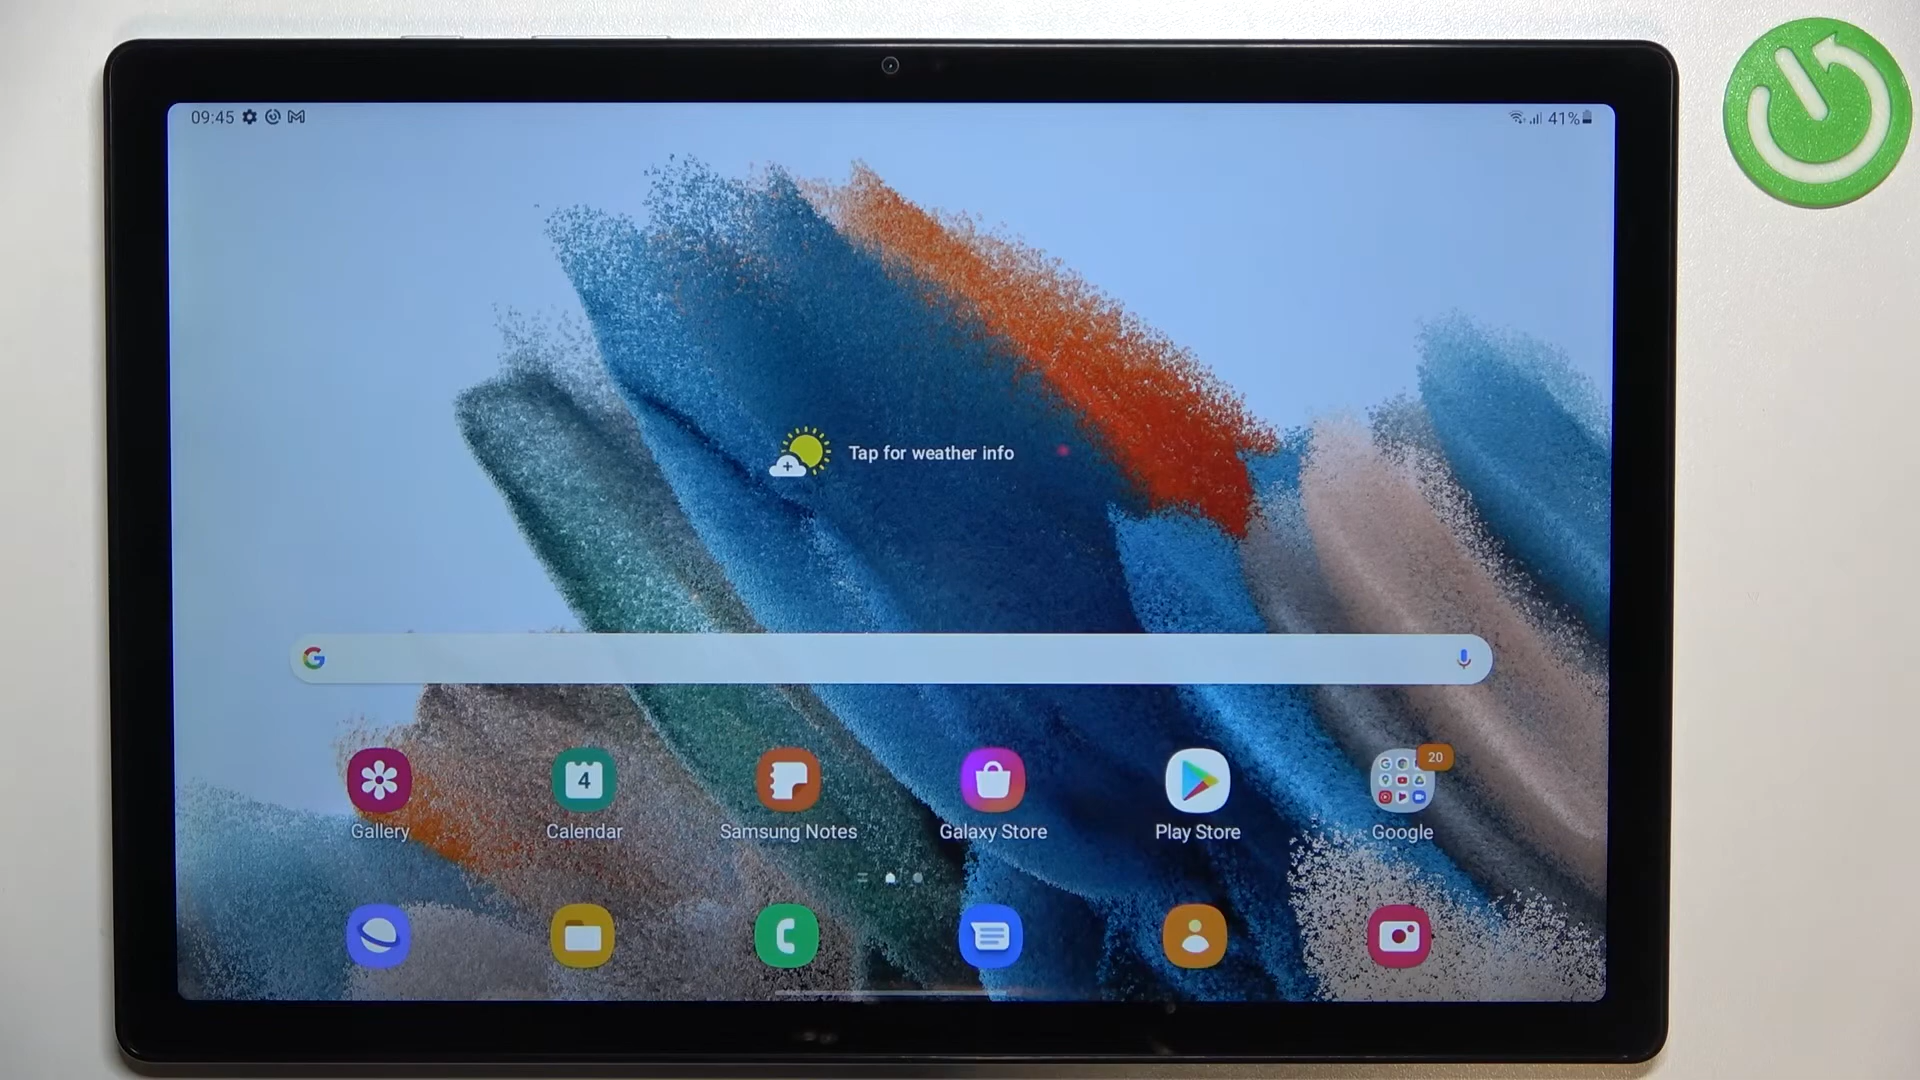 09:45
41%
Tap for weather info
G
4
20
Gallery
Calendar
Samsung Notes
Galaxy Store
Play Store
Google